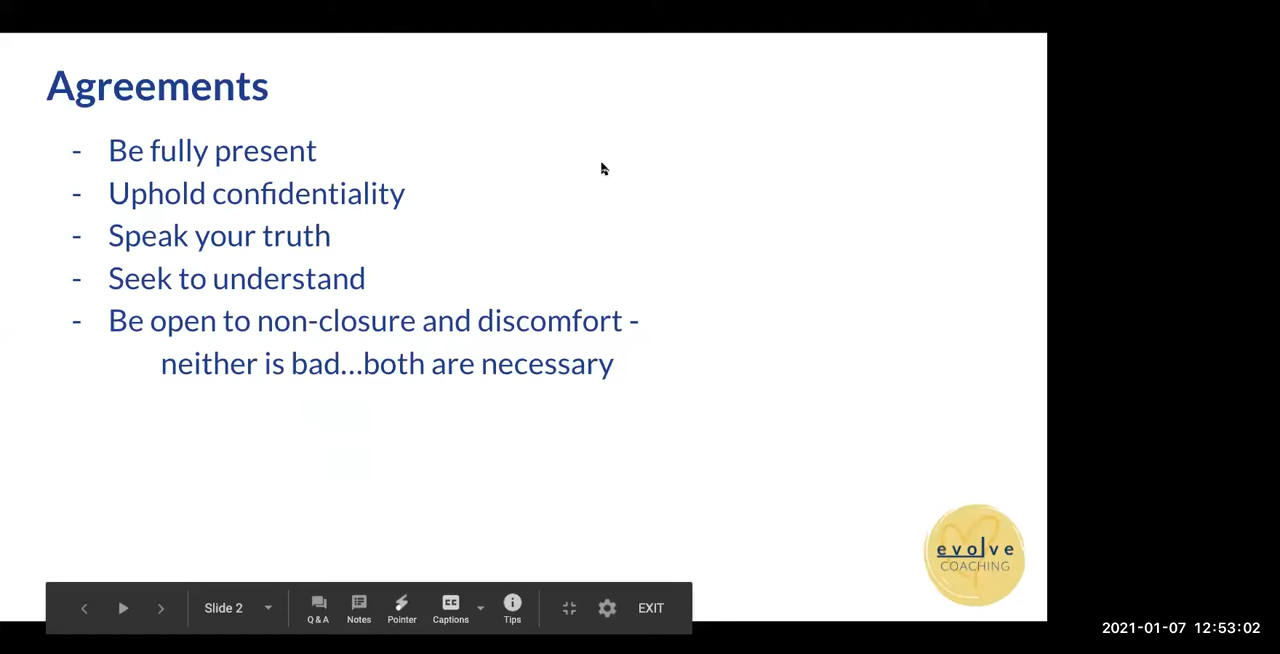 Agreements
- Be fully present
- Uphold confidentiality
- Speak your truth
- Seek to understand
- Be open to non-closure and discomfort -
neither is bad...both are necessary
evolve
COACHING
Slide 2
Q & A
Notes
Pointer
Captions
Tips
EXIT
2021-01-07 12:53:02